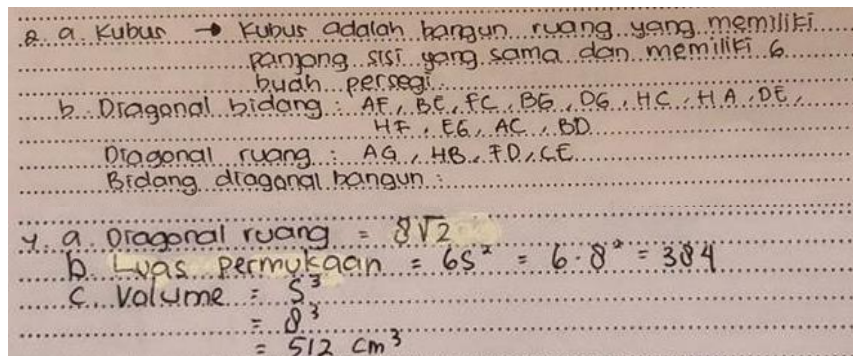 2. a. Kubus → Kubus adalah bangun ruang yang memiliki
panjang sisi yang sama dan memiliki 6
buah persegi.
b. Diagonal bidang : AF, BE, FC, BG, DG, HC, HA, DE,
HF, EG, AC, BD
Diagonal ruang : AG, HB, FD, CE
Bidang diagonal bangun :
4. a. Diagonal ruang = 8√2
b. Luas permukaan = 6S² = 6 · 8² = 384
c. Volume = S³
= 8³
= 512 cm³